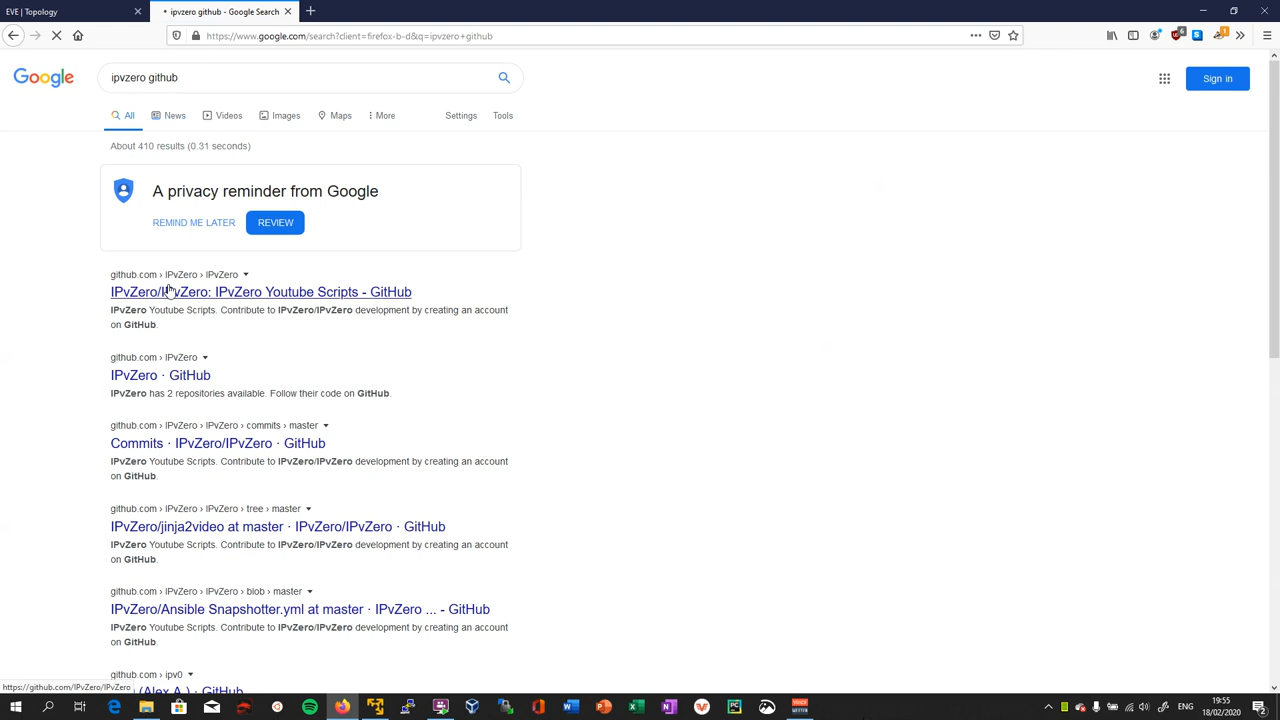 EVE | Topology
ipvzero github - Google Search
https://www.google.com/search?client=firefox-b-d&q=ipvzero+github
Google
ipvzero github
Sign in
All
News
Videos
Images
Maps
More
Settings
Tools
About 410 results (0.31 seconds)
A privacy reminder from Google
REMIND ME LATER
REVIEW
github.com › IPvZero › IPvZero
IPvZero/IPvZero: IPvZero Youtube Scripts - GitHub
IPvZero Youtube Scripts. Contribute to IPvZero/IPvZero development by creating an account
on GitHub.
github.com › IPvZero
IPvZero · GitHub
IPvZero has 2 repositories available. Follow their code on GitHub.
github.com › IPvZero › IPvZero › commits › master
Commits · IPvZero/IPvZero · GitHub
IPvZero Youtube Scripts. Contribute to IPvZero/IPvZero development by creating an account
on GitHub.
github.com › IPvZero › IPvZero › tree › master
IPvZero/jinja2video at master · IPvZero/IPvZero · GitHub
IPvZero Youtube Scripts. Contribute to IPvZero/IPvZero development by creating an account
on GitHub.
github.com › IPvZero › IPvZero › blob › master
IPvZero/Ansible Snapshotter.yml at master · IPvZero ... - GitHub
IPvZero Youtube Scripts. Contribute to IPvZero/IPvZero development by creating an account
on GitHub.
github.com › ipv0
(Alex A.) · GitHub
https://github.com/IPvZero/IPvZero
ENG
19:55
18/02/2020